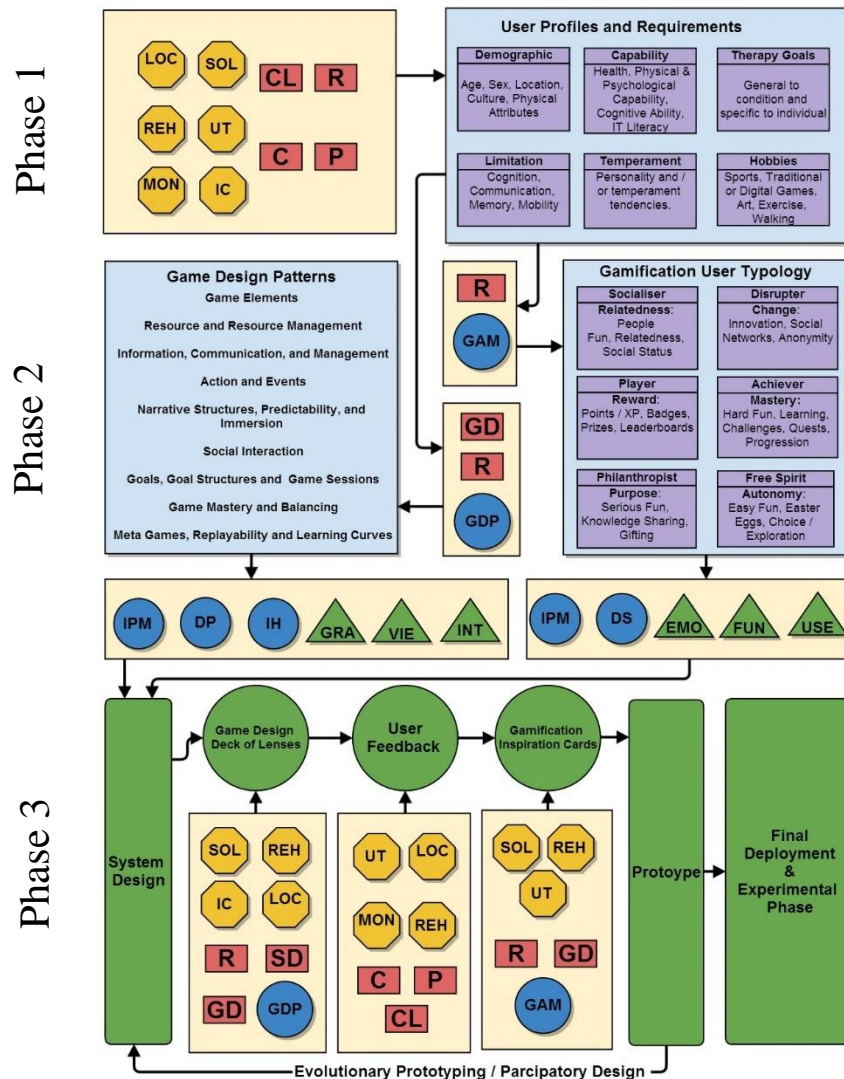 Phase 1
LOC
SOL
CL
R
REH
UT
C
P
MON
IC
User Profiles and Requirements
Demographic
Age, Sex, Location,
Culture, Physical
Attributes
Capability
Health, Physical &
Psychological
Capability,
Cognitive Ability,
IT Literacy
Therapy Goals
General to
condition and
specific to individual
Limitation
Cognition,
Communication,
Memory, Mobility
Temperament
Personality and /
or temperament
tendencies.
Hobbies
Sports, Traditional
or Digital Games,
Art, Exercise,
Walking
Phase 2
Game Design Patterns
Game Elements
Resource and Resource Management
Information, Communication, and Management
Action and Events
Narrative Structures, Predictability, and
Immersion
Social Interaction
Goals, Goal Structures and Game Sessions
Game Mastery and Balancing
Meta Games, Replayability and Learning Curves
R
GAM
GD
R
GDP
Gamification User Typology
Socialiser
Relatedness:
People
Fun, Relatedness,
Social Status
Disrupter
Change:
Innovation, Social
Networks, Anonymity
Player
Reward:
Points / XP, Badges,
Prizes, Leaderboards
Achiever
Mastery:
Hard Fun, Learning,
Challenges, Quests,
Progression
Philanthropist
Purpose:
Serious Fun,
Knowledge Sharing,
Gifting
Free Spirit
Autonomy:
Easy Fun, Easter
Eggs, Choice /
Exploration
IPM
DP
IH
GRA
VIE
INT
IPM
DS
EMO
FUN
USE
Phase 3
System
Design
Game Design
Deck of Lenses
User
Feedback
Gamification
Inspiration Cards
Protoype
Final
Deployment
&
Experimental
Phase
SOL
REH
IC
LOC
R
SD
GD
GDP
UT
LOC
MON
REH
C
P
CL
SOL
REH
UT
R
GD
GAM
Evolutionary Prototyping / Parcipatory Design